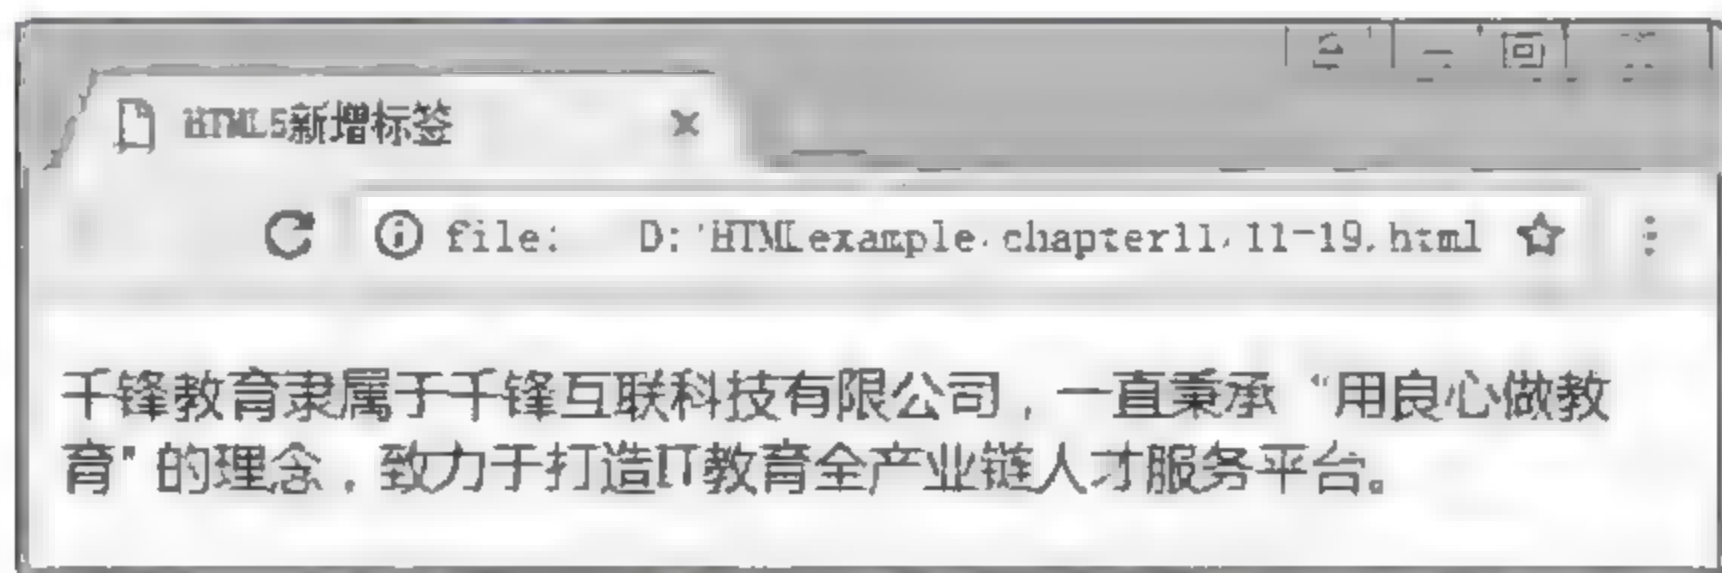 HTML5新增标签
file: D:/HTMLexample/chapter11/11-19.html
千锋教育隶属于千锋互联科技有限公司，一直秉承“用良心做教
育”的理念，致力于打造IT教育全产业链人才服务平台。